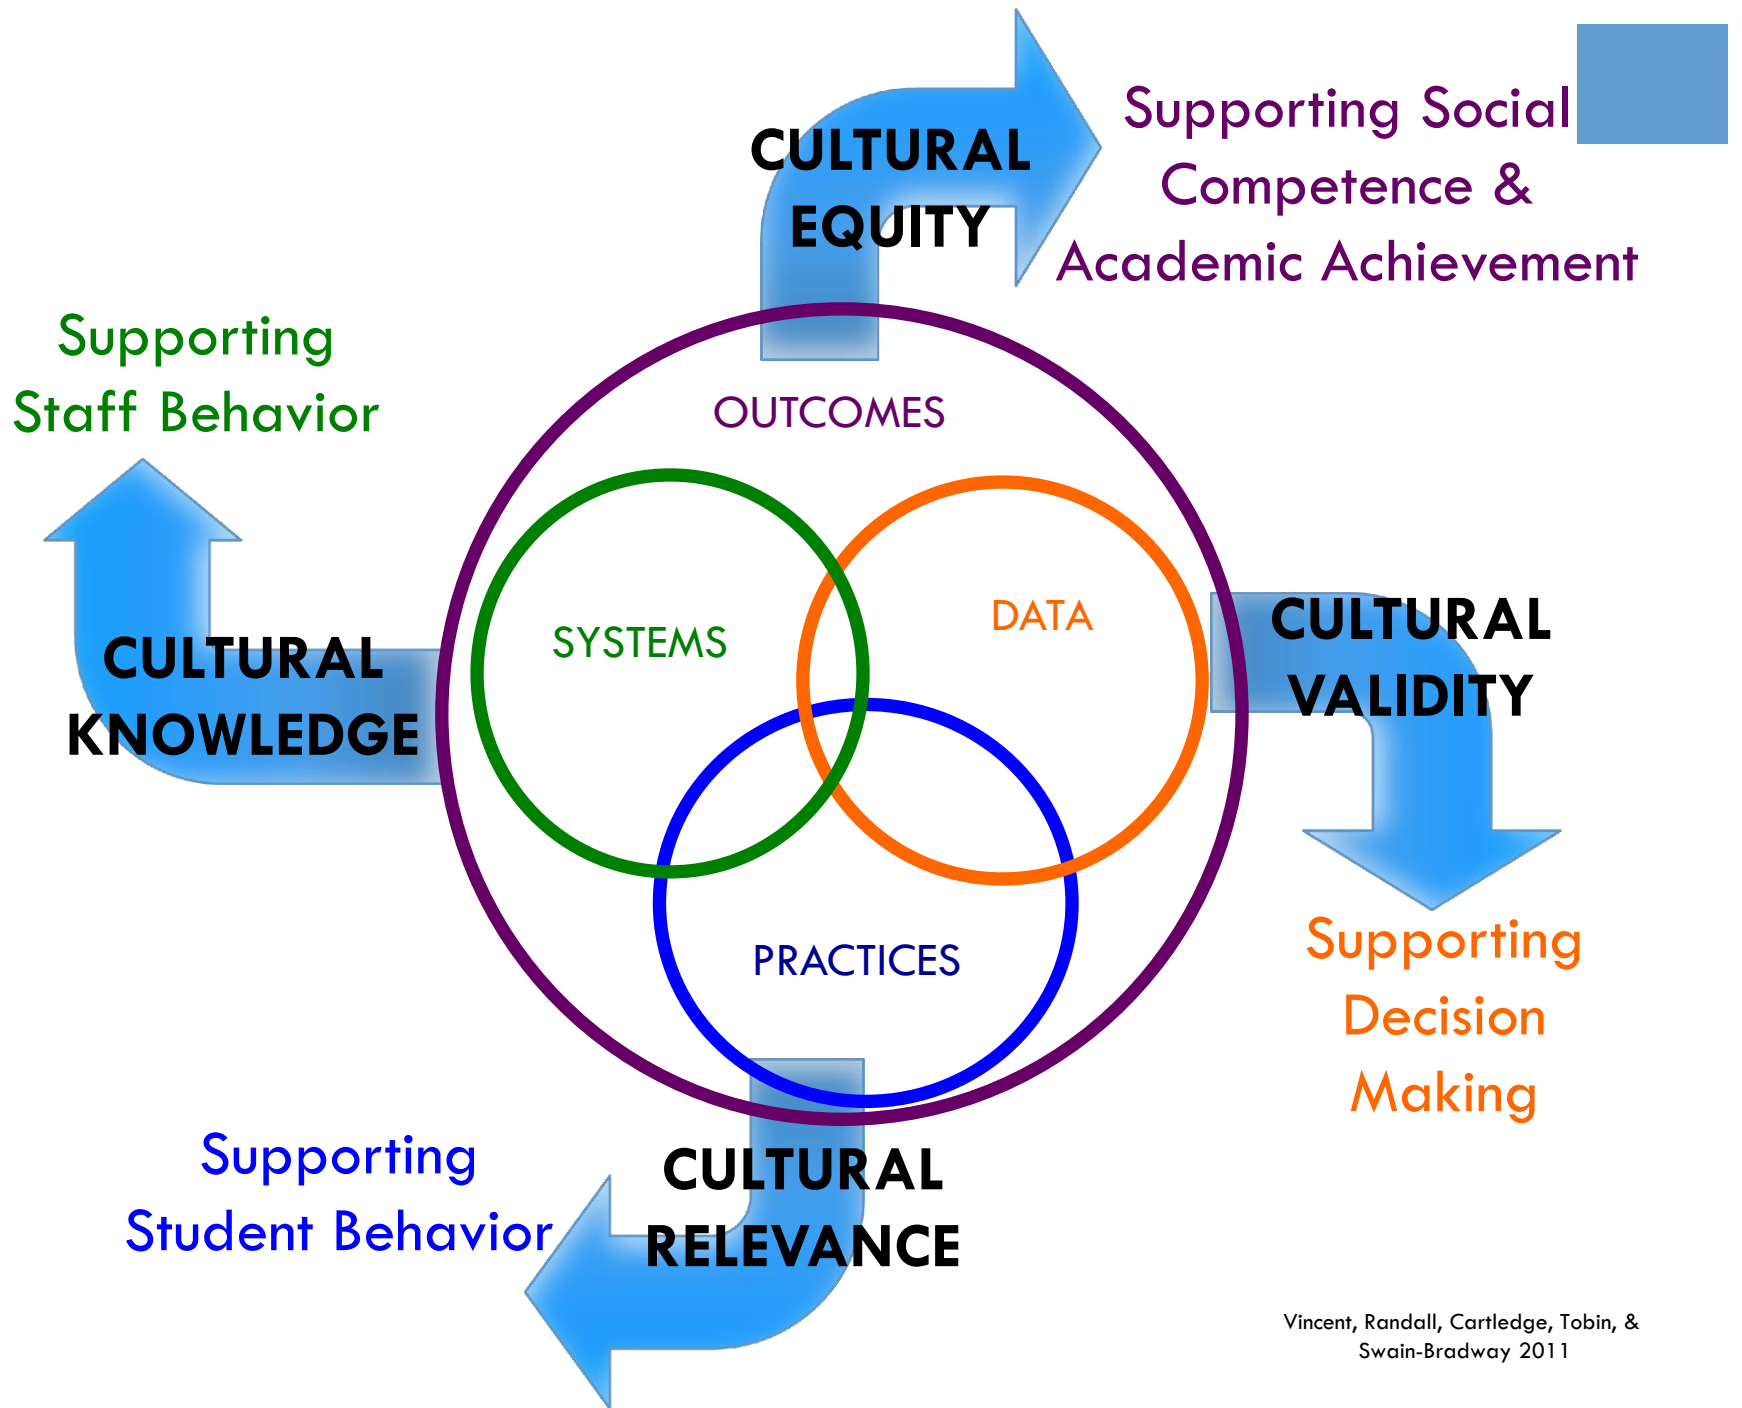 CULTURAL
EQUITY
Supporting Social
Competence &
Academic Achievement
Supporting
Staff Behavior
OUTCOMES
SYSTEMS
DATA
CULTURAL
KNOWLEDGE
CULTURAL
VALIDITY
PRACTICES
Supporting
Decision
Making
Supporting
Student Behavior
CULTURAL
RELEVANCE
Vincent, Randall, Cartledge, Tobin, &
Swain-Bradway 2011